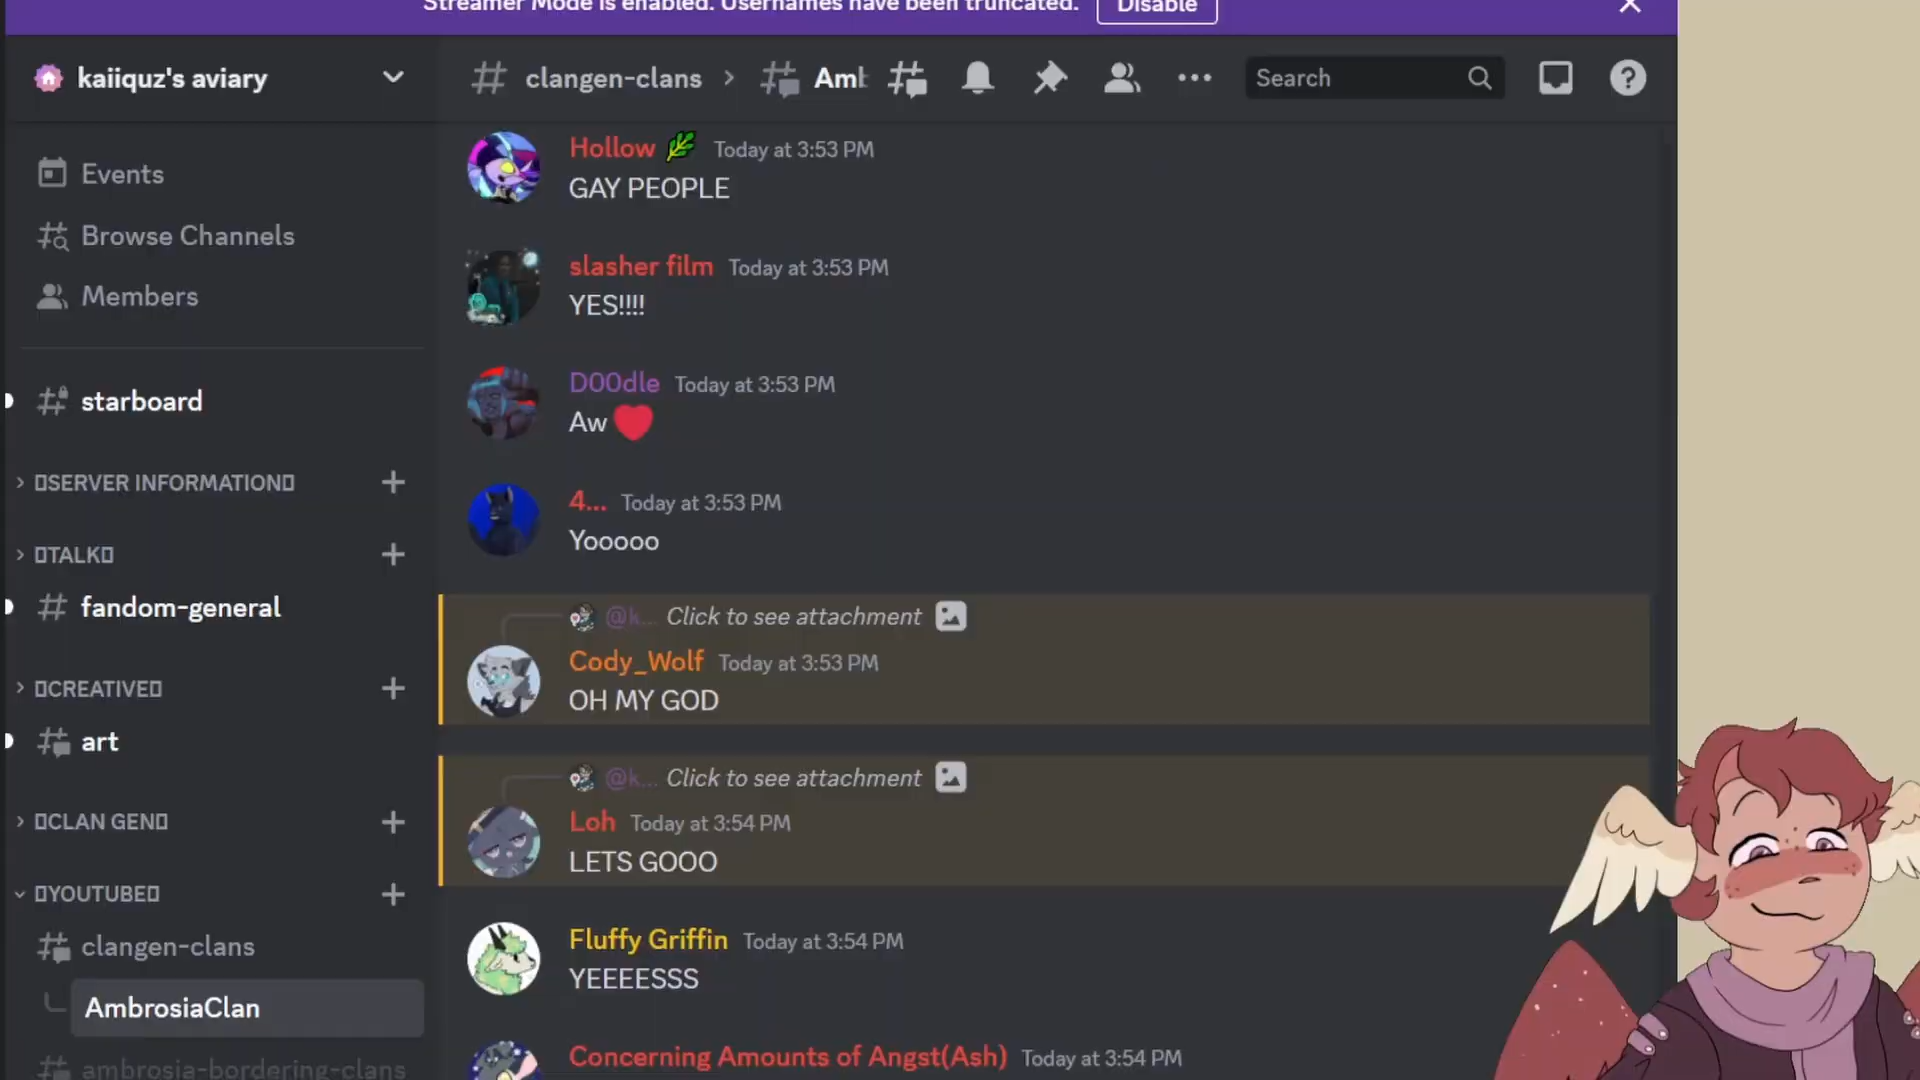 Streamer Mode is enabled. Usernames have been truncated. Disable
kaiiquz's aviary
clangen-clans
Search
Events
Browse Channels
Members
starboard
SERVER INFORMATION
TALK
fandom-general
CREATIVE
art
CLAN GEN
YOUTUBE
clangen-clans
AmbrosiaClan
ambrosia-bordering-clans
Hollow Today at 3:53 PM
GAY PEOPLE
slasher film Today at 3:53 PM
YES!!!!
D00dle Today at 3:53 PM
Aw
4... Today at 3:53 PM
Yooooo
@k... Click to see attachment
Cody_Wolf Today at 3:53 PM
OH MY GOD
@k... Click to see attachment
Loh Today at 3:54 PM
LETS GOOO
Fluffy Griffin Today at 3:54 PM
YEEEESSS
Concerning Amounts of Angst(Ash) Today at 3:54 PM